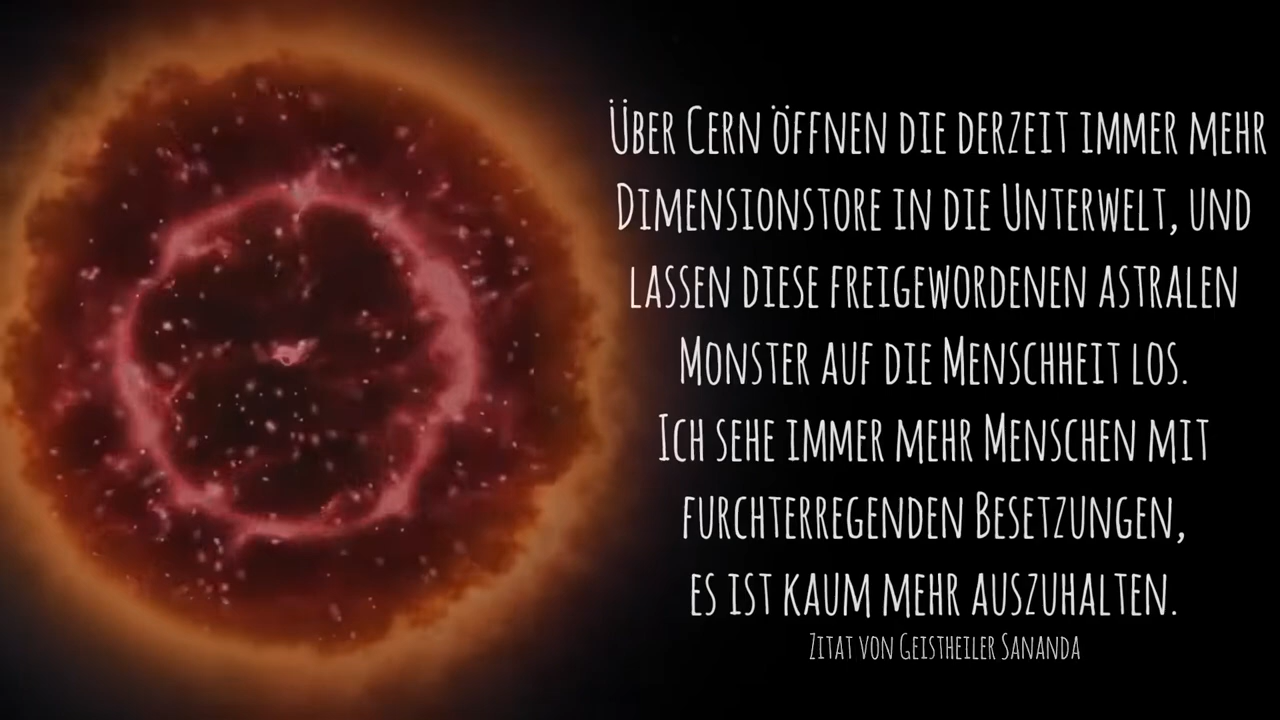 Über Cern öffnen die derzeit immer mehr
Dimensionstore in die Unterwelt, und
lassen diese freigewordenen astralen
Monster auf die Menschheit los.
Ich sehe immer mehr Menschen mit
furchterregenden Besetzungen,
es ist kaum mehr auszuhalten.
Zitat von Geistheiler Sananda